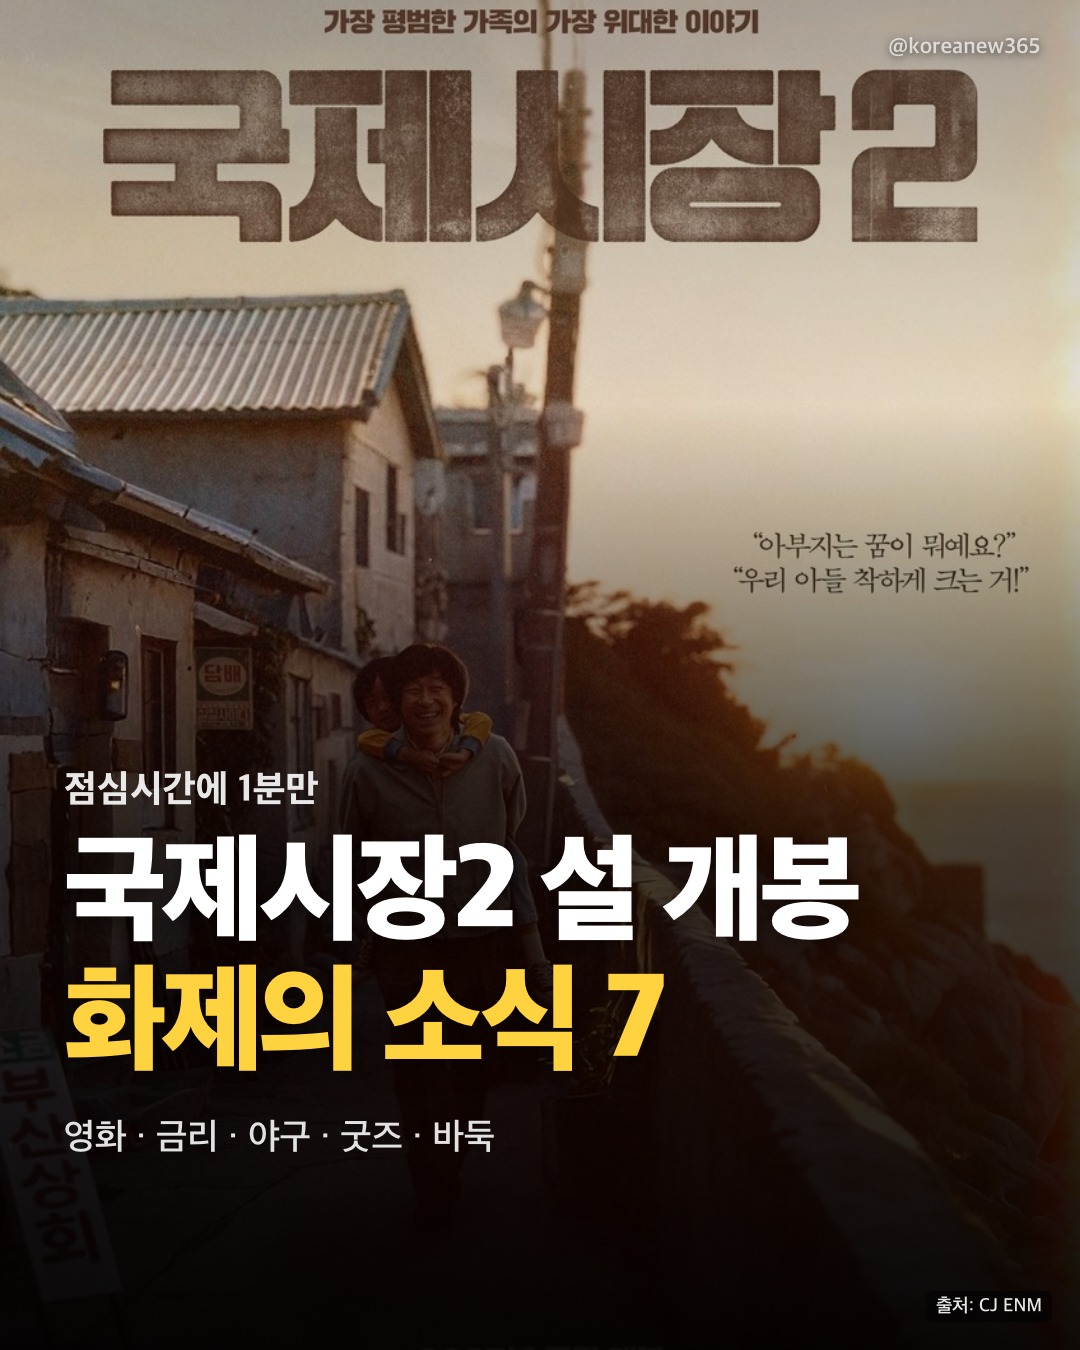 가장 평범한 가족의 가장 위대한 이야기
@koreanew365
국제시장2
“아부지는 꿈이 뭐예요?”
“우리 아들 착하게 크는 거!”
담배
점심시간에 1분만
국제시장2 설 개봉
화제의 소식 7
영화 · 금리 · 야구 · 굿즈 · 바둑
부산상회
출처: CJ ENM